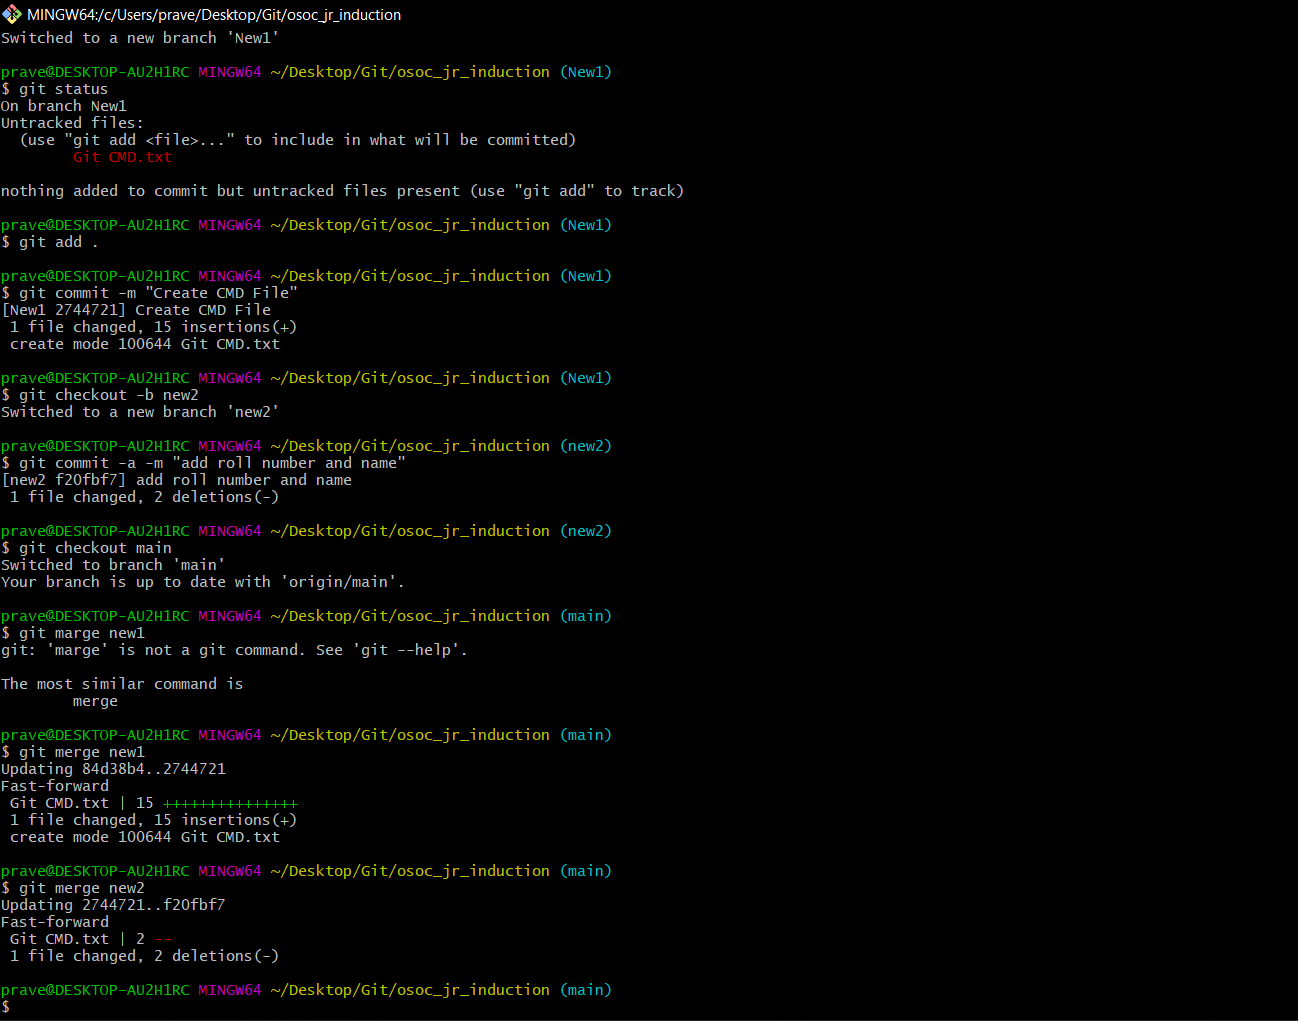 MINGW64:/c/Users/prave/Desktop/Git/osoc_jr_induction
Switched to a new branch 'New1'
prave@DESKTOP-AU2H1RC MINGW64 ~/Desktop/Git/osoc_jr_induction (New1)
$ git status
On branch New1
Untracked files:
  (use "git add <file>..." to include in what will be committed)
        Git CMD.txt
nothing added to commit but untracked files present (use "git add" to track)
prave@DESKTOP-AU2H1RC MINGW64 ~/Desktop/Git/osoc_jr_induction (New1)
$ git add .
prave@DESKTOP-AU2H1RC MINGW64 ~/Desktop/Git/osoc_jr_induction (New1)
$ git commit -m "Create CMD File"
[New1 2744721] Create CMD File
 1 file changed, 15 insertions(+)
 create mode 100644 Git CMD.txt
prave@DESKTOP-AU2H1RC MINGW64 ~/Desktop/Git/osoc_jr_induction (New1)
$ git checkout -b new2
Switched to a new branch 'new2'
prave@DESKTOP-AU2H1RC MINGW64 ~/Desktop/Git/osoc_jr_induction (new2)
$ git commit -a -m "add roll number and name"
[new2 f20fbf7] add roll number and name
 1 file changed, 2 deletions(-)
prave@DESKTOP-AU2H1RC MINGW64 ~/Desktop/Git/osoc_jr_induction (new2)
$ git checkout main
Switched to branch 'main'
Your branch is up to date with 'origin/main'.
prave@DESKTOP-AU2H1RC MINGW64 ~/Desktop/Git/osoc_jr_induction (main)
$ git marge new1
git: 'marge' is not a git command. See 'git --help'.
The most similar command is
        merge
prave@DESKTOP-AU2H1RC MINGW64 ~/Desktop/Git/osoc_jr_induction (main)
$ git merge new1
Updating 84d38b4..2744721
Fast-forward
 Git CMD.txt | 15 +++++++++++++++
 1 file changed, 15 insertions(+)
 create mode 100644 Git CMD.txt
prave@DESKTOP-AU2H1RC MINGW64 ~/Desktop/Git/osoc_jr_induction (main)
$ git merge new2
Updating 2744721..f20fbf7
Fast-forward
 Git CMD.txt | 2 --
 1 file changed, 2 deletions(-)
prave@DESKTOP-AU2H1RC MINGW64 ~/Desktop/Git/osoc_jr_induction (main)
$